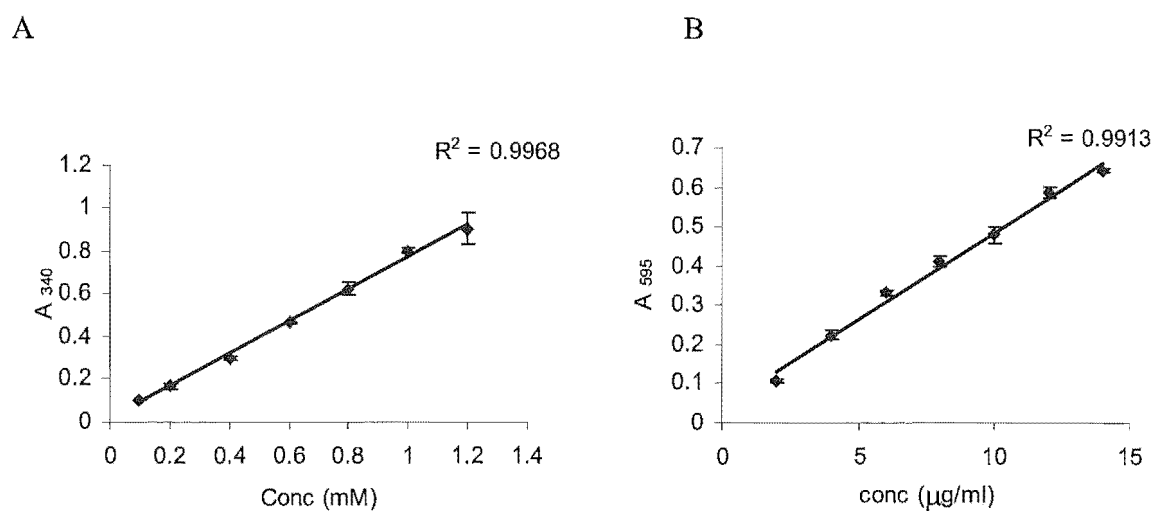 A
B
R² = 0.9968
1.2
1
0.8
0.6
0.4
0.2
0
A 340
0 0.2 0.4 0.6 0.8 1 1.2 1.4
Conc (mM)
R² = 0.9913
0.7
0.6
0.5
0.4
0.3
0.2
0.1
0
A 595
0 5 10 15
conc (μg/ml)